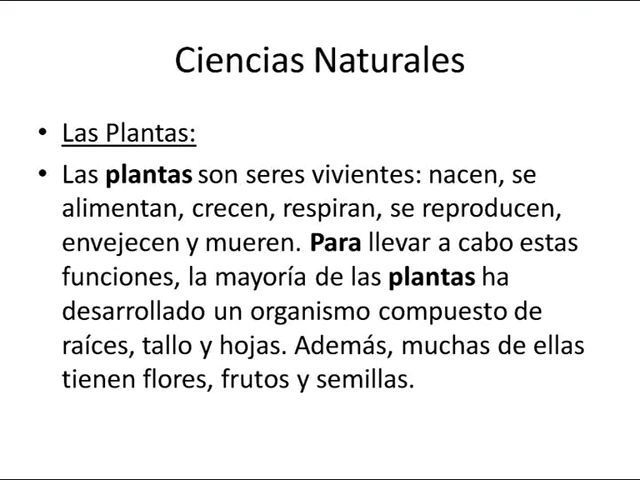 Ciencias Naturales
• Las Plantas:
• Las plantas son seres vivientes: nacen, se
alimentan, crecen, respiran, se reproducen,
envejecen y mueren. Para llevar a cabo estas
funciones, la mayoría de las plantas ha
desarrollado un organismo compuesto de
raíces, tallo y hojas. Además, muchas de ellas
tienen flores, frutos y semillas.